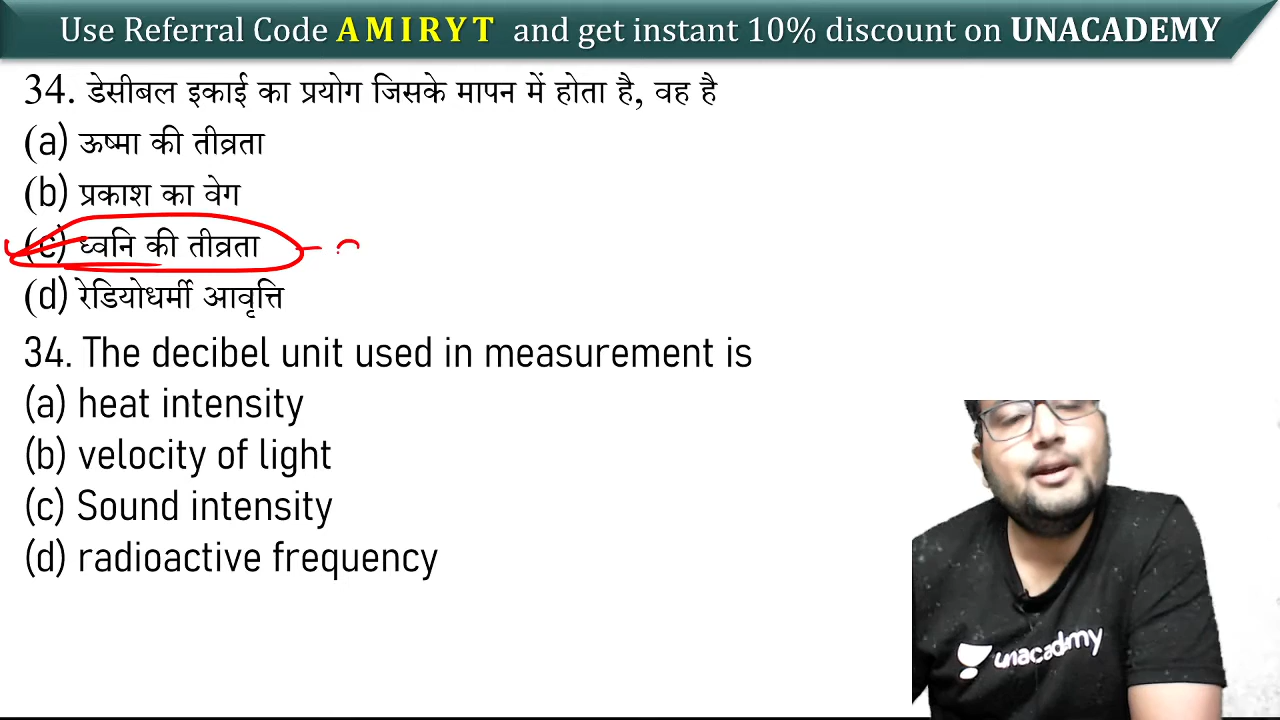 Use Referral Code AMIRYT and get instant 10% discount on UNACADEMY
34. डेसीबल इकाई का प्रयोग जिसके मापन में होता है, वह है
(a) ऊष्मा की तीव्रता
(b) प्रकाश का वेग
(c) ध्वनि की तीव्रता
(d) रेडियोधर्मी आवृत्ति
34. The decibel unit used in measurement is
(a) heat intensity
(b) velocity of light
(c) Sound intensity
(d) radioactive frequency
unacademy